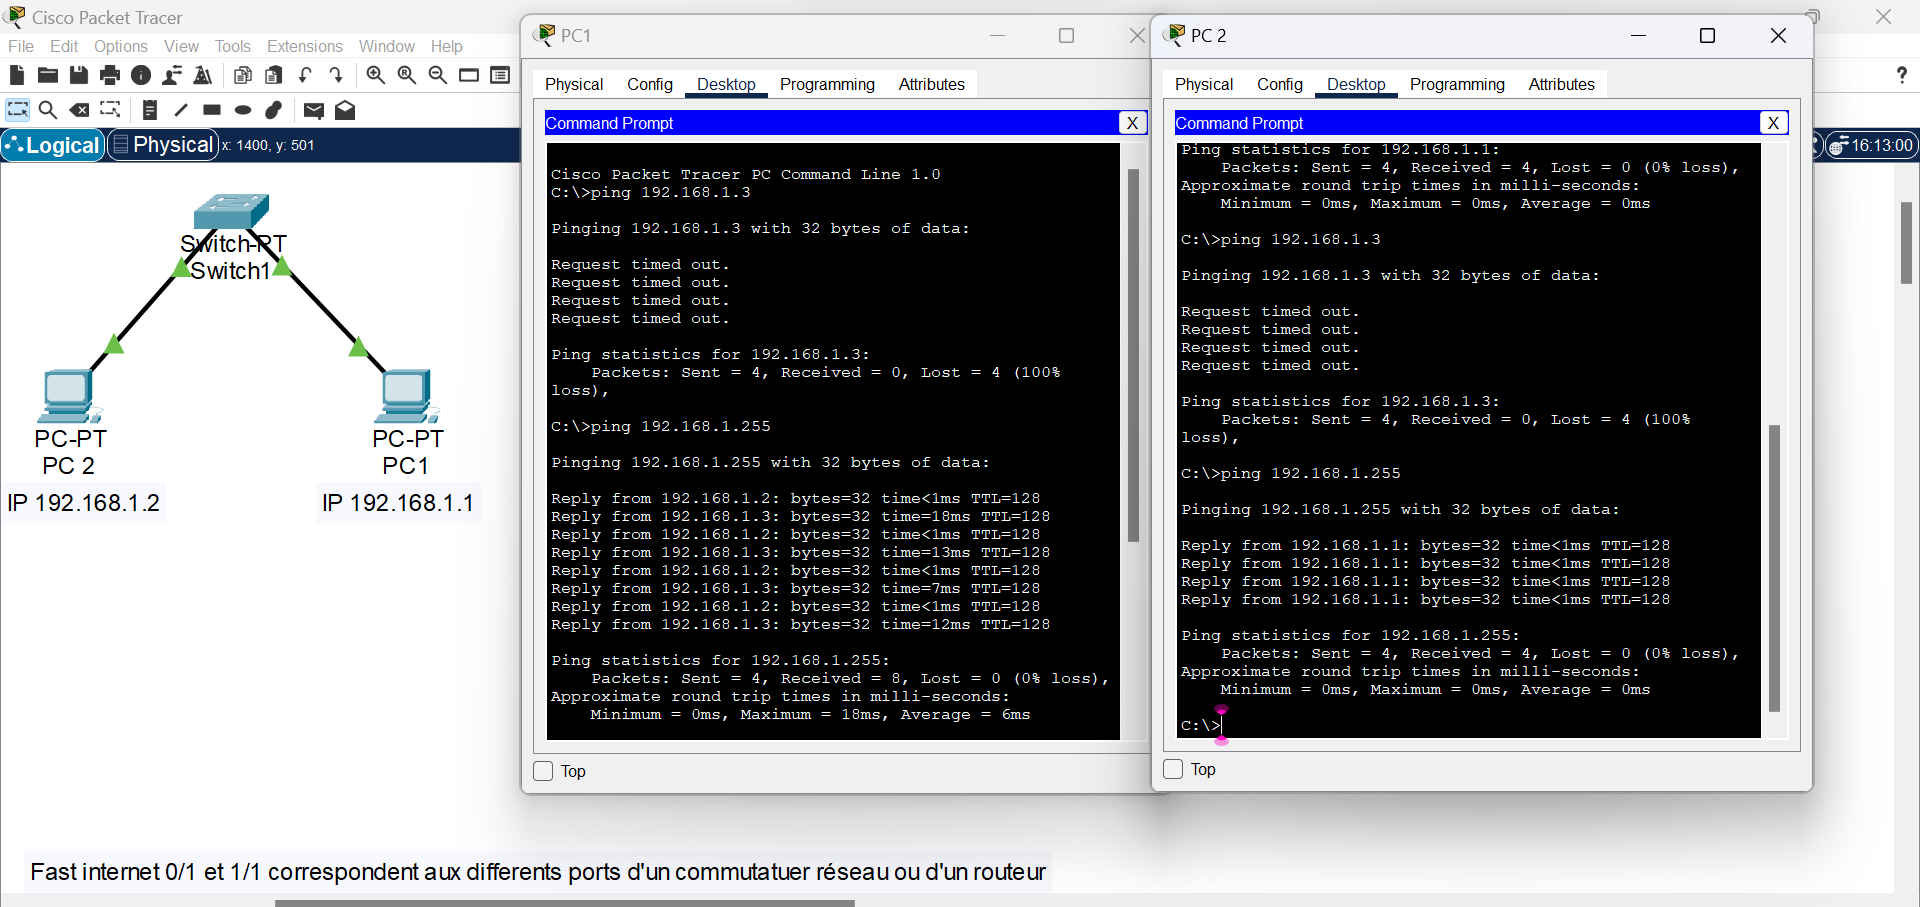 Cisco Packet Tracer
File Edit Options View Tools Extensions Window Help
Logical Physical x: 1400, y: 501
16:13:00
Switch-PT
Switch1
PC-PT
PC 2
IP 192.168.1.2
PC-PT
PC1
IP 192.168.1.1
Fast internet 0/1 et 1/1 correspondent aux differents ports d'un commutatuer réseau ou d'un routeur
PC1
Physical Config Desktop Programming Attributes
Command Prompt X
Cisco Packet Tracer PC Command Line 1.0
C:\>ping 192.168.1.3
Pinging 192.168.1.3 with 32 bytes of data:
Request timed out.
Request timed out.
Request timed out.
Request timed out.
Ping statistics for 192.168.1.3:
Packets: Sent = 4, Received = 0, Lost = 4 (100%
loss),
C:\>ping 192.168.1.255
Pinging 192.168.1.255 with 32 bytes of data:
Reply from 192.168.1.2: bytes=32 time<1ms TTL=128
Reply from 192.168.1.3: bytes=32 time=18ms TTL=128
Reply from 192.168.1.2: bytes=32 time<1ms TTL=128
Reply from 192.168.1.3: bytes=32 time=13ms TTL=128
Reply from 192.168.1.2: bytes=32 time<1ms TTL=128
Reply from 192.168.1.3: bytes=32 time=7ms TTL=128
Reply from 192.168.1.2: bytes=32 time<1ms TTL=128
Reply from 192.168.1.3: bytes=32 time=12ms TTL=128
Ping statistics for 192.168.1.255:
Packets: Sent = 4, Received = 8, Lost = 0 (0% loss),
Approximate round trip times in milli-seconds:
Minimum = 0ms, Maximum = 18ms, Average = 6ms
Top
PC 2
Physical Config Desktop Programming Attributes
Command Prompt X
Ping statistics for 192.168.1.1:
Packets: Sent = 4, Received = 4, Lost = 0 (0% loss),
Approximate round trip times in milli-seconds:
Minimum = 0ms, Maximum = 0ms, Average = 0ms
C:\>ping 192.168.1.3
Pinging 192.168.1.3 with 32 bytes of data:
Request timed out.
Request timed out.
Request timed out.
Request timed out.
Ping statistics for 192.168.1.3:
Packets: Sent = 4, Received = 0, Lost = 4 (100%
loss),
C:\>ping 192.168.1.255
Pinging 192.168.1.255 with 32 bytes of data:
Reply from 192.168.1.1: bytes=32 time<1ms TTL=128
Reply from 192.168.1.1: bytes=32 time<1ms TTL=128
Reply from 192.168.1.1: bytes=32 time<1ms TTL=128
Reply from 192.168.1.1: bytes=32 time<1ms TTL=128
Ping statistics for 192.168.1.255:
Packets: Sent = 4, Received = 4, Lost = 0 (0% loss),
Approximate round trip times in milli-seconds:
Minimum = 0ms, Maximum = 0ms, Average = 0ms
C:\>
Top